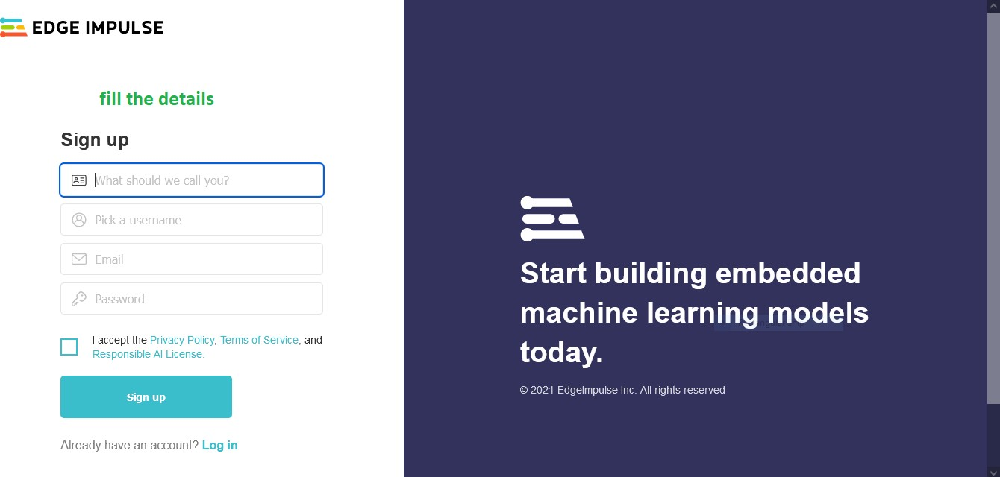 EDGE IMPULSE
fill the details
Sign up
What should we call you?
Pick a username
Email
Password
I accept the Privacy Policy, Terms of Service, and
Responsible AI License.
Sign up
Already have an account? Log in
Start building embedded
machine learning models
today.
© 2021 EdgeImpulse Inc. All rights reserved